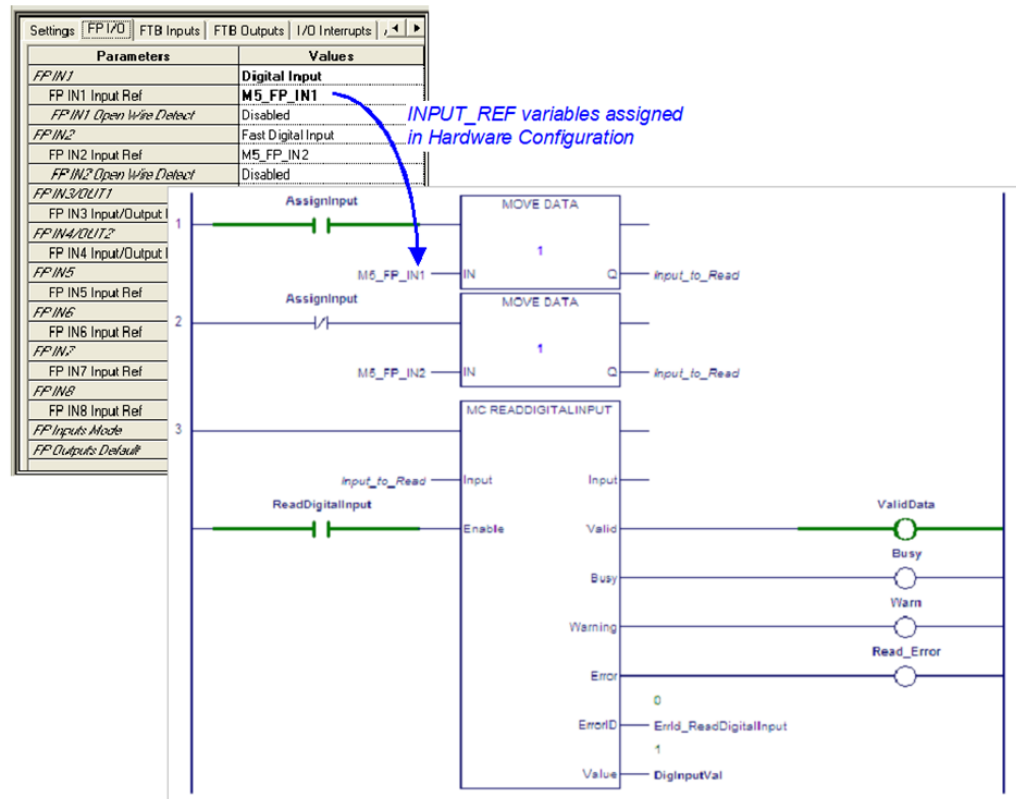 Settings FP I/O FTB Inputs FTB Outputs I/O Interrupts
Parameters Values
FP IN1 Digital Input
FP IN1 Input Ref M5_FP_IN1
FP IN1 Open Wire Detect Disabled
FP IN2 Fast Digital Input
FP IN2 Input Ref M5_FP_IN2
FP IN2 Open Wire Detect Disabled
FP IN3/OUT1
FP IN3 Input/Output
FP IN4/OUT2
FP IN4 Input/Output
FP IN5
FP IN5 Input Ref
FP IN6
FP IN6 Input Ref
FP IN7
FP IN7 Input Ref
FP IN8
FP IN8 Input Ref
FP Inputs Mode
FP Outputs Default
INPUT_REF variables assigned
in Hardware Configuration
AssignInput MOVE DATA
1
1
M5_FP_IN1 IN Q Input_to_Read
AssignInput MOVE DATA
2
1
M5_FP_IN2 IN Q Input_to_Read
MC READDIGITALINPUT
3
Input_to_Read Input Input
ReadDigitalInput ValidData
Enable Valid
Busy
Busy
Warn
Warning
Read_Error
Error
0
ErrorID ErrId_ReadDigitalInput
1
Value DigInputVal